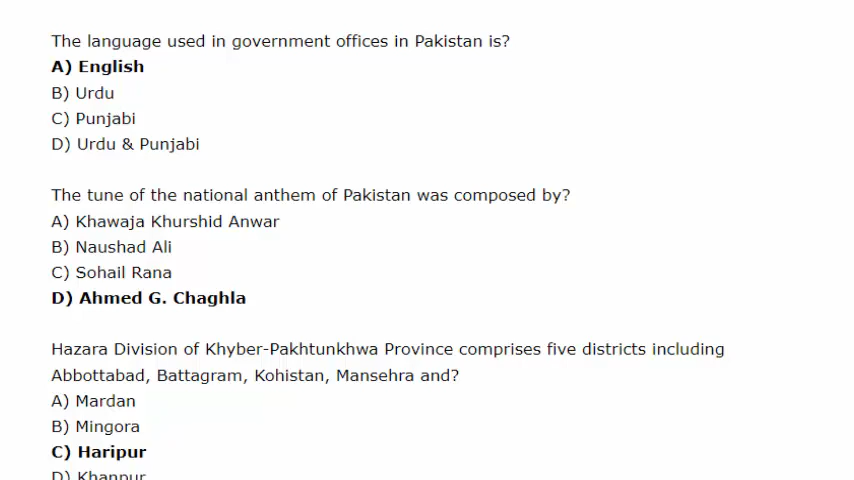 The language used in government offices in Pakistan is?
A) English
B) Urdu
C) Punjabi
D) Urdu & Punjabi
The tune of the national anthem of Pakistan was composed by?
A) Khawaja Khurshid Anwar
B) Naushad Ali
C) Sohail Rana
D) Ahmed G. Chaghla
Hazara Division of Khyber-Pakhtunkhwa Province comprises five districts including
Abbottabad, Battagram, Kohistan, Mansehra and?
A) Mardan
B) Mingora
C) Haripur
D) Khanpur